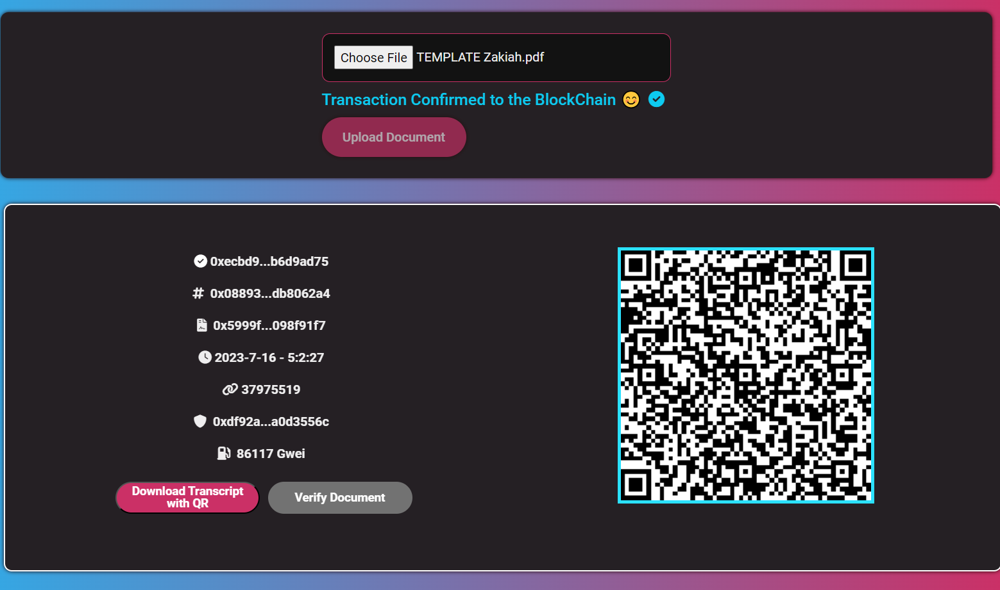 Choose File TEMPLATE Zakiah.pdf
Transaction Confirmed to the BlockChain 😊
Upload Document
0xecbd9...b6d9ad75
# 0x08893...db8062a4
0x5999f...098f91f7
2023-7-16 - 5:2:27
37975519
0xdf92a...a0d3556c
86117 Gwei
Download Transcript
with QR
Verify Document